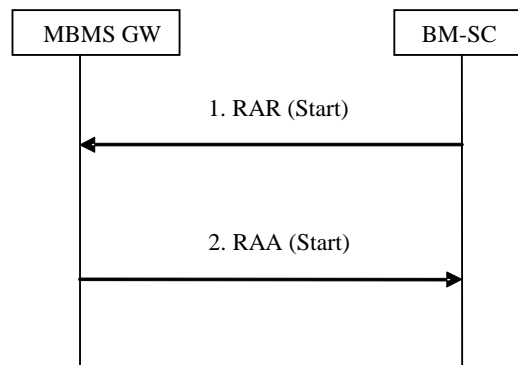 MBMS GW
BM-SC
1. RAR (Start)
2. RAA (Start)